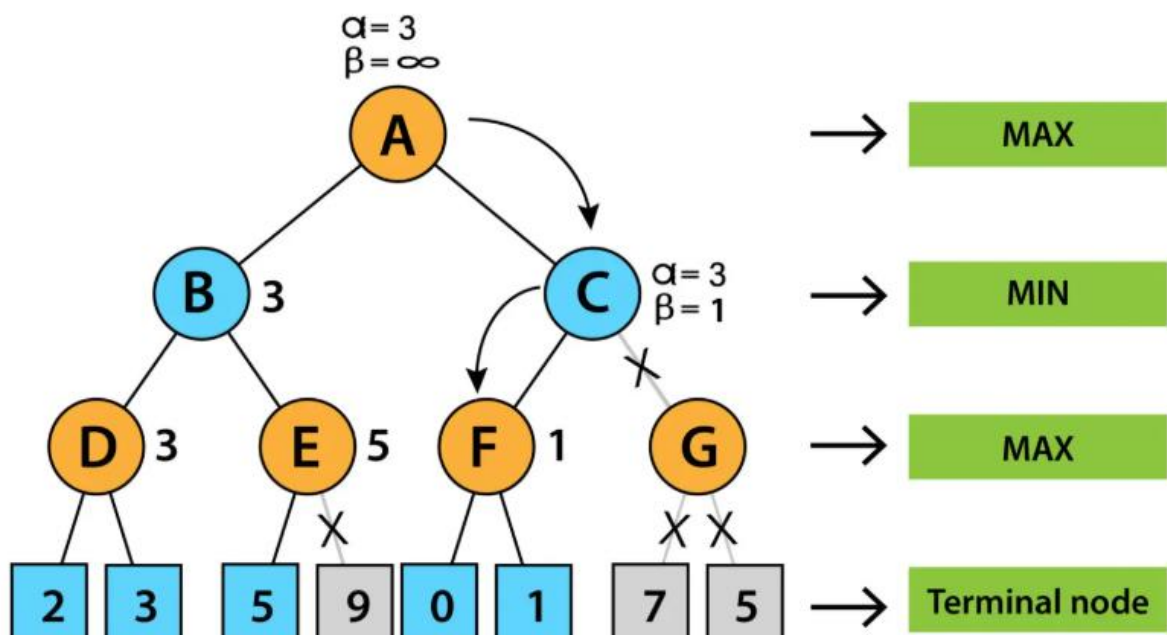 α= 3
β= ∞
A
MAX
B
3
C
α= 3
β= 1
MIN
X
D
3
E
5
F
1
G
MAX
X
X
X
2
3
5
9
0
1
7
5
Terminal node